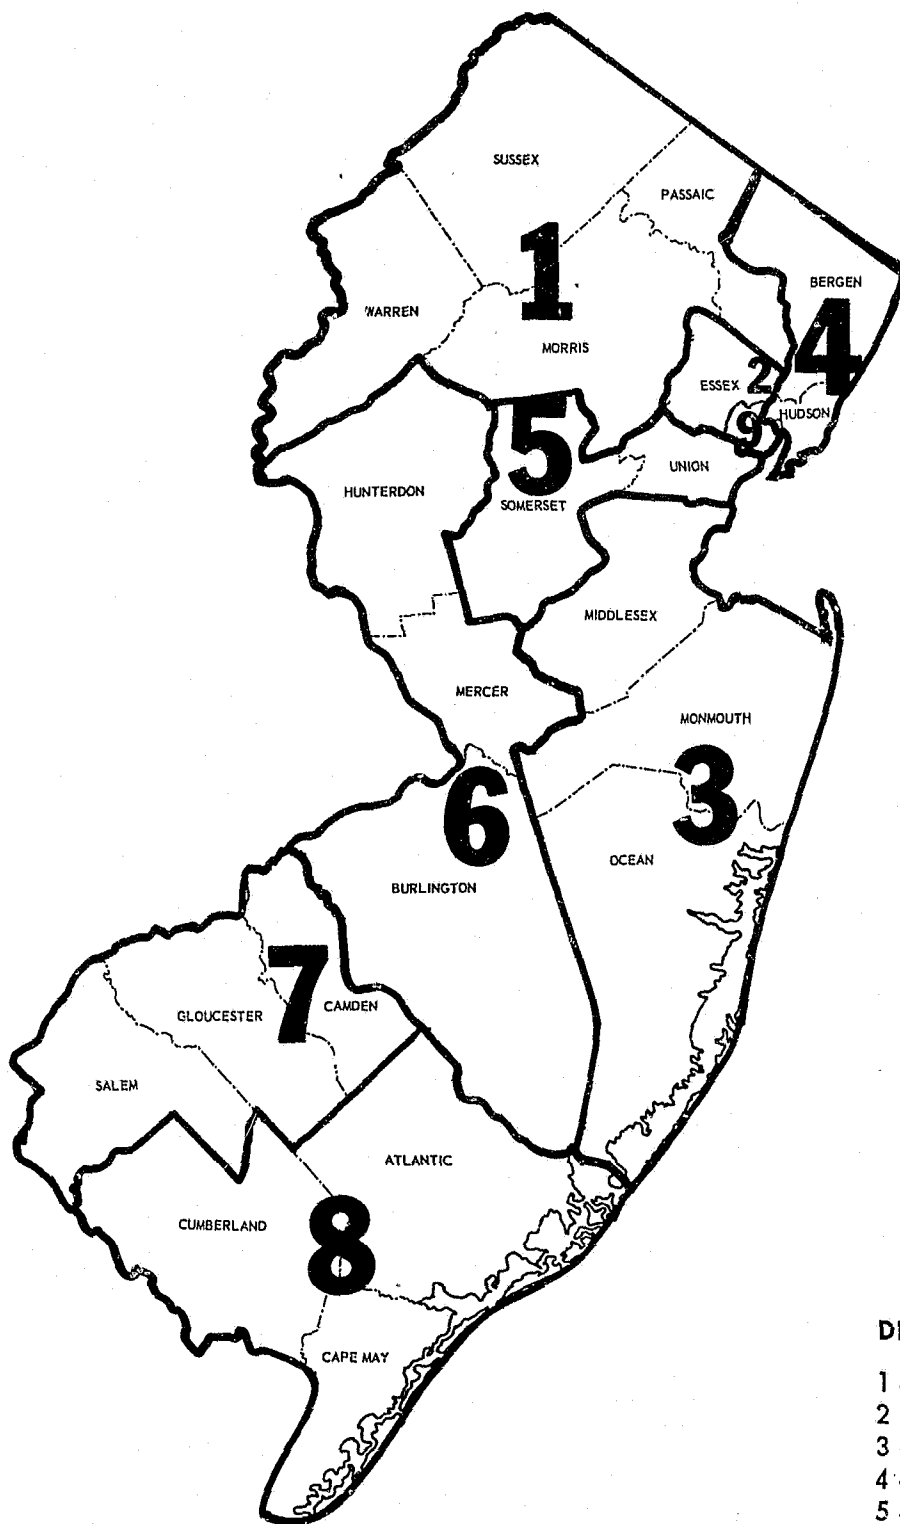 SUSSEX
PASSAIC
1
BERGEN
WARREN
4
MORRIS
ESSEX 2
HUDSON
9
5
UNION
HUNTERDON
SOMERSET
MIDDLESEX
MERCER
MONMOUTH
6
3
OCEAN
BURLINGTON
7
CAMDEN
GLOUCESTER
SALEM
ATLANTIC
8
CUMBERLAND
CAPE MAY
1
2
3
4
5